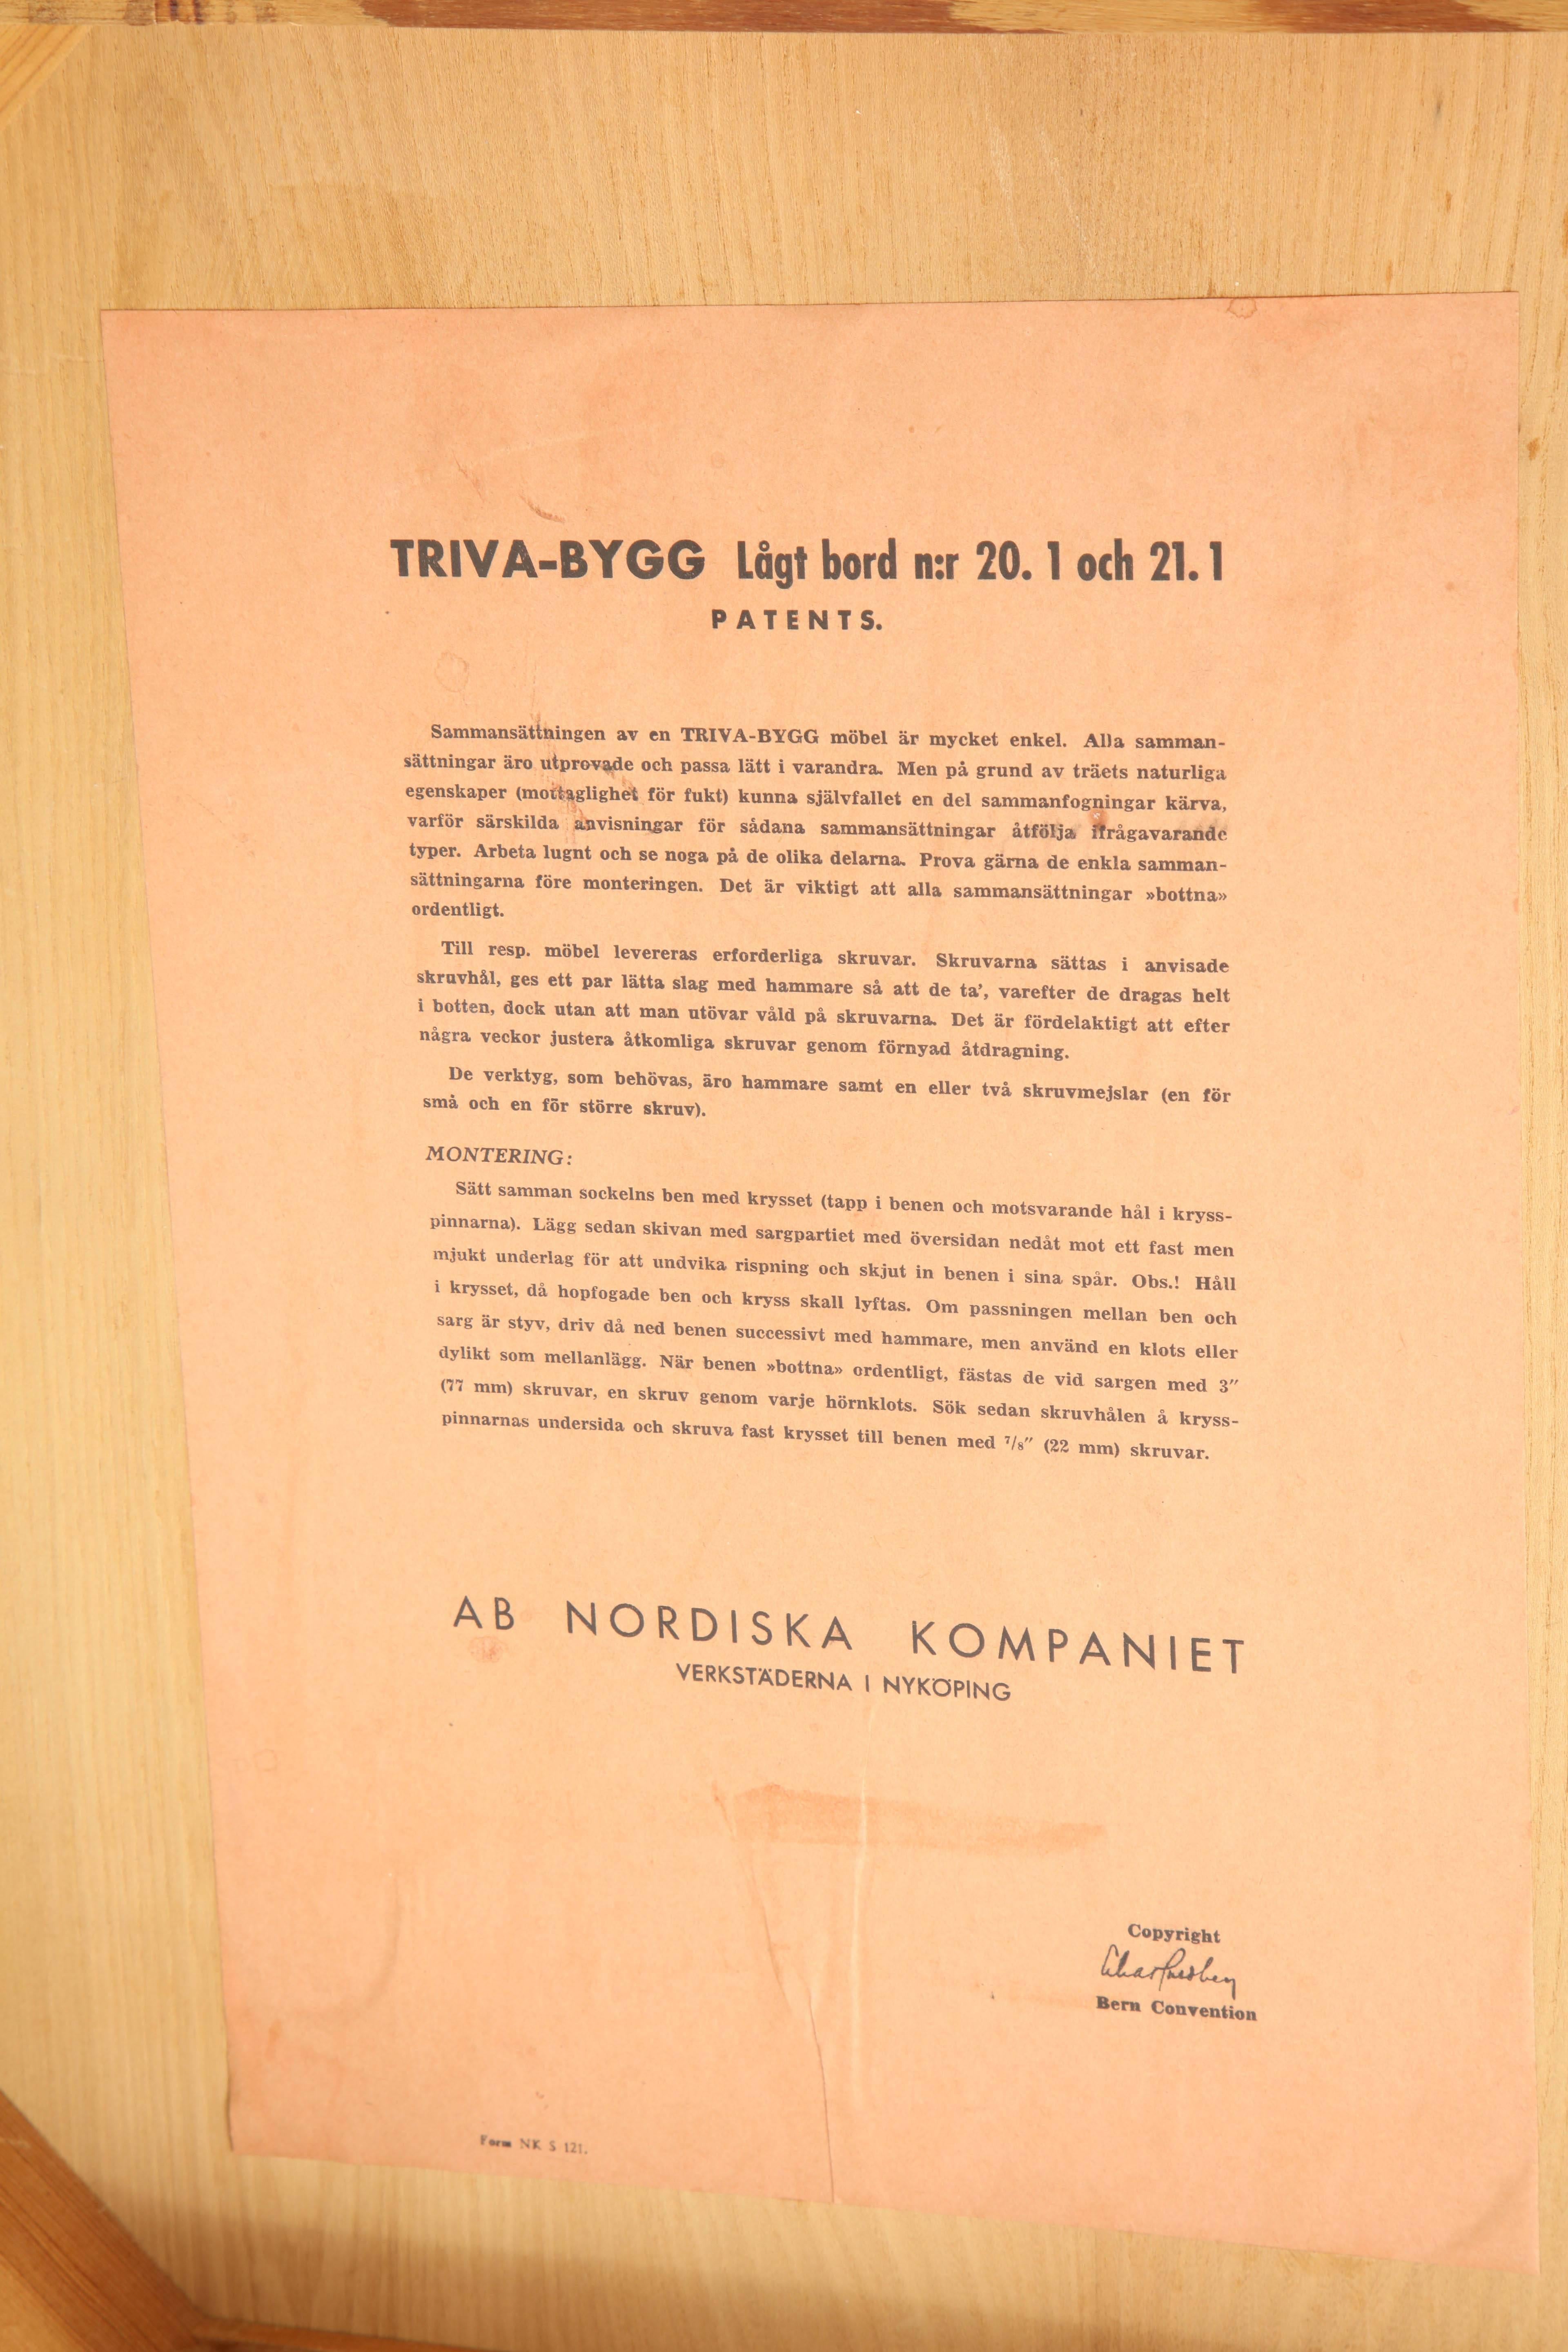 TRIVA-BYGG Lågt bord n:r 20.1 och 21.1
PATENTS.
Sammansättningen av en TRIVA-BYGG möbel är mycket enkel. Alla samman-
sättningar äro utprovade och passa lätt i varandra. Men på grund av träets naturliga
egenskaper (mottaglighet för fukt) kunna självfallet en del sammanfogningar kärva,
varför särskilda anvisningar för sådana sammansättningar åtfölja ifrågavarande
typer. Arbeta lugnt och se noga på de olika delarna. Prova gärna de enkla samman-
sättningarna före monteringen. Det är viktigt att alla sammansättningar »bottna»
ordentligt.
Till resp. möbel levereras erforderliga skruvar. Skruvarna sättas i anvisade
skruvhål, ges ett par lätta slag med hammare så att de ta', varefter de dragas helt
i botten, dock utan att man utövar våld på skruvarna. Det är fördelaktigt att efter
några veckor justera åtkomliga skruvar genom förnyad åtdragning.
De verktyg, som behövas, äro hammare samt en eller två skruvmejslar (en för
små och en för större skruv).
MONTERING:
Sätt samman sockelns ben med krysset (tapp i benen och motsvarande hål i kryss-
pinnarna). Lägg sedan skivan med sargpartiet med översidan nedåt mot ett fast men
mjukt underlag för att undvika rispning och skjut in benen i sina spår. Obs.! Håll
i krysset, då hopfogade ben och kryss skall lyftas. Om passningen mellan ben och
sarg är styv, driv då ned benen successivt med hammare, men använd en klots eller
dylikt som mellanlägg. När benen »bottna» ordentligt, fästas de vid sargen med 3″
(77 mm) skruvar, en skruv genom varje hörnklots. Sök sedan skruvhålen å kryss-
pinnarnas undersida och skruva fast krysset till benen med ⁷/₈″ (22 mm) skruvar.
AB NORDISKA KOMPANIET
VERKSTÄDERNA I NYKÖPING
Copyright
Bern Convention
Form NK S 121.